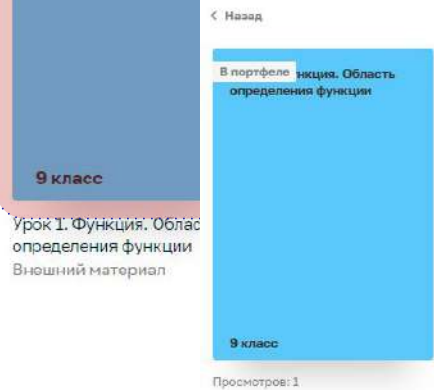 9 класс
Урок 1. Функция. Облас
определения функции
Внешний материал
Назад
В портфеле
нкция. Область
определения функции
9 класс
Просмотров: 1